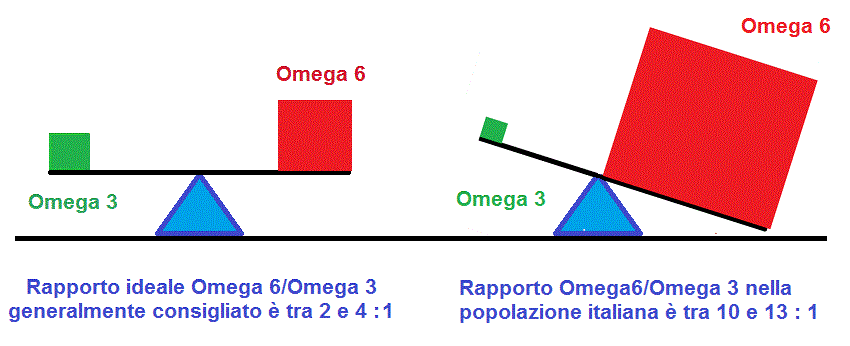 Omega 6
Omega 3
Rapporto ideale Omega 6/Omega 3
generalmente consigliato è tra 2 e 4 :1
Omega 6
Omega 3
Rapporto Omega6/Omega 3 nella
popolazione italiana è tra 10 e 13 : 1